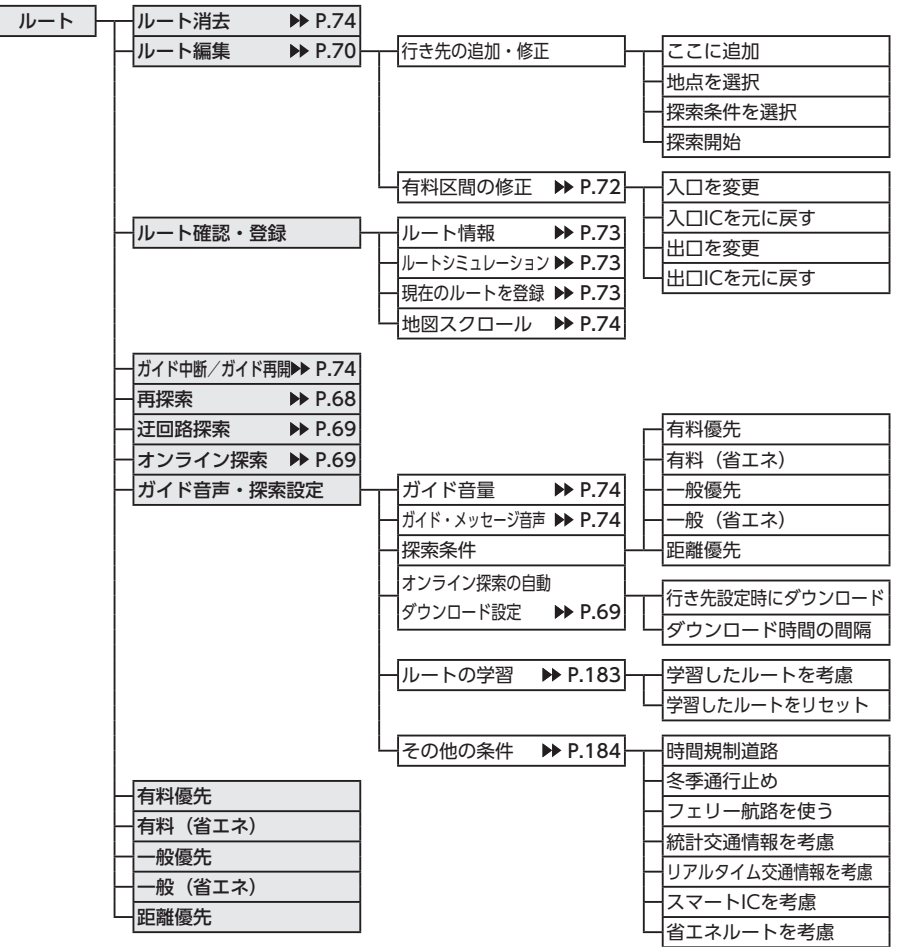 ルート
ルート消去 ▶▶ P.74
ルート編集 ▶▶ P.70
行き先の追加・修正
ここに追加
地点を選択
探索条件を選択
探索開始
有料区間の修正 ▶▶ P.72
入口を変更
入口ICを元に戻す
出口を変更
出口ICを元に戻す
ルート確認・登録
ルート情報 ▶▶ P.73
ルートシミュレーション ▶▶ P.73
現在のルートを登録 ▶▶ P.73
地図スクロール ▶▶ P.74
ガイド中断／ガイド再開▶▶ P.74
再探索 ▶▶ P.68
迂回路探索 ▶▶ P.69
オンライン探索 ▶▶ P.69
ガイド音声・探索設定
ガイド音量 ▶▶ P.74
ガイド・メッセージ音声 ▶▶ P.74
探索条件
有料優先
有料（省エネ）
一般優先
一般（省エネ）
距離優先
オンライン探索の自動
ダウンロード設定 ▶▶ P.69
行き先設定時にダウンロード
ダウンロード時間の間隔
ルートの学習 ▶▶ P.183
学習したルートを考慮
学習したルートをリセット
その他の条件 ▶▶ P.184
時間規制道路
冬季通行止め
フェリー航路を使う
統計交通情報を考慮
リアルタイム交通情報を考慮
スマートICを考慮
省エネルートを考慮
有料優先
有料（省エネ）
一般優先
一般（省エネ）
距離優先